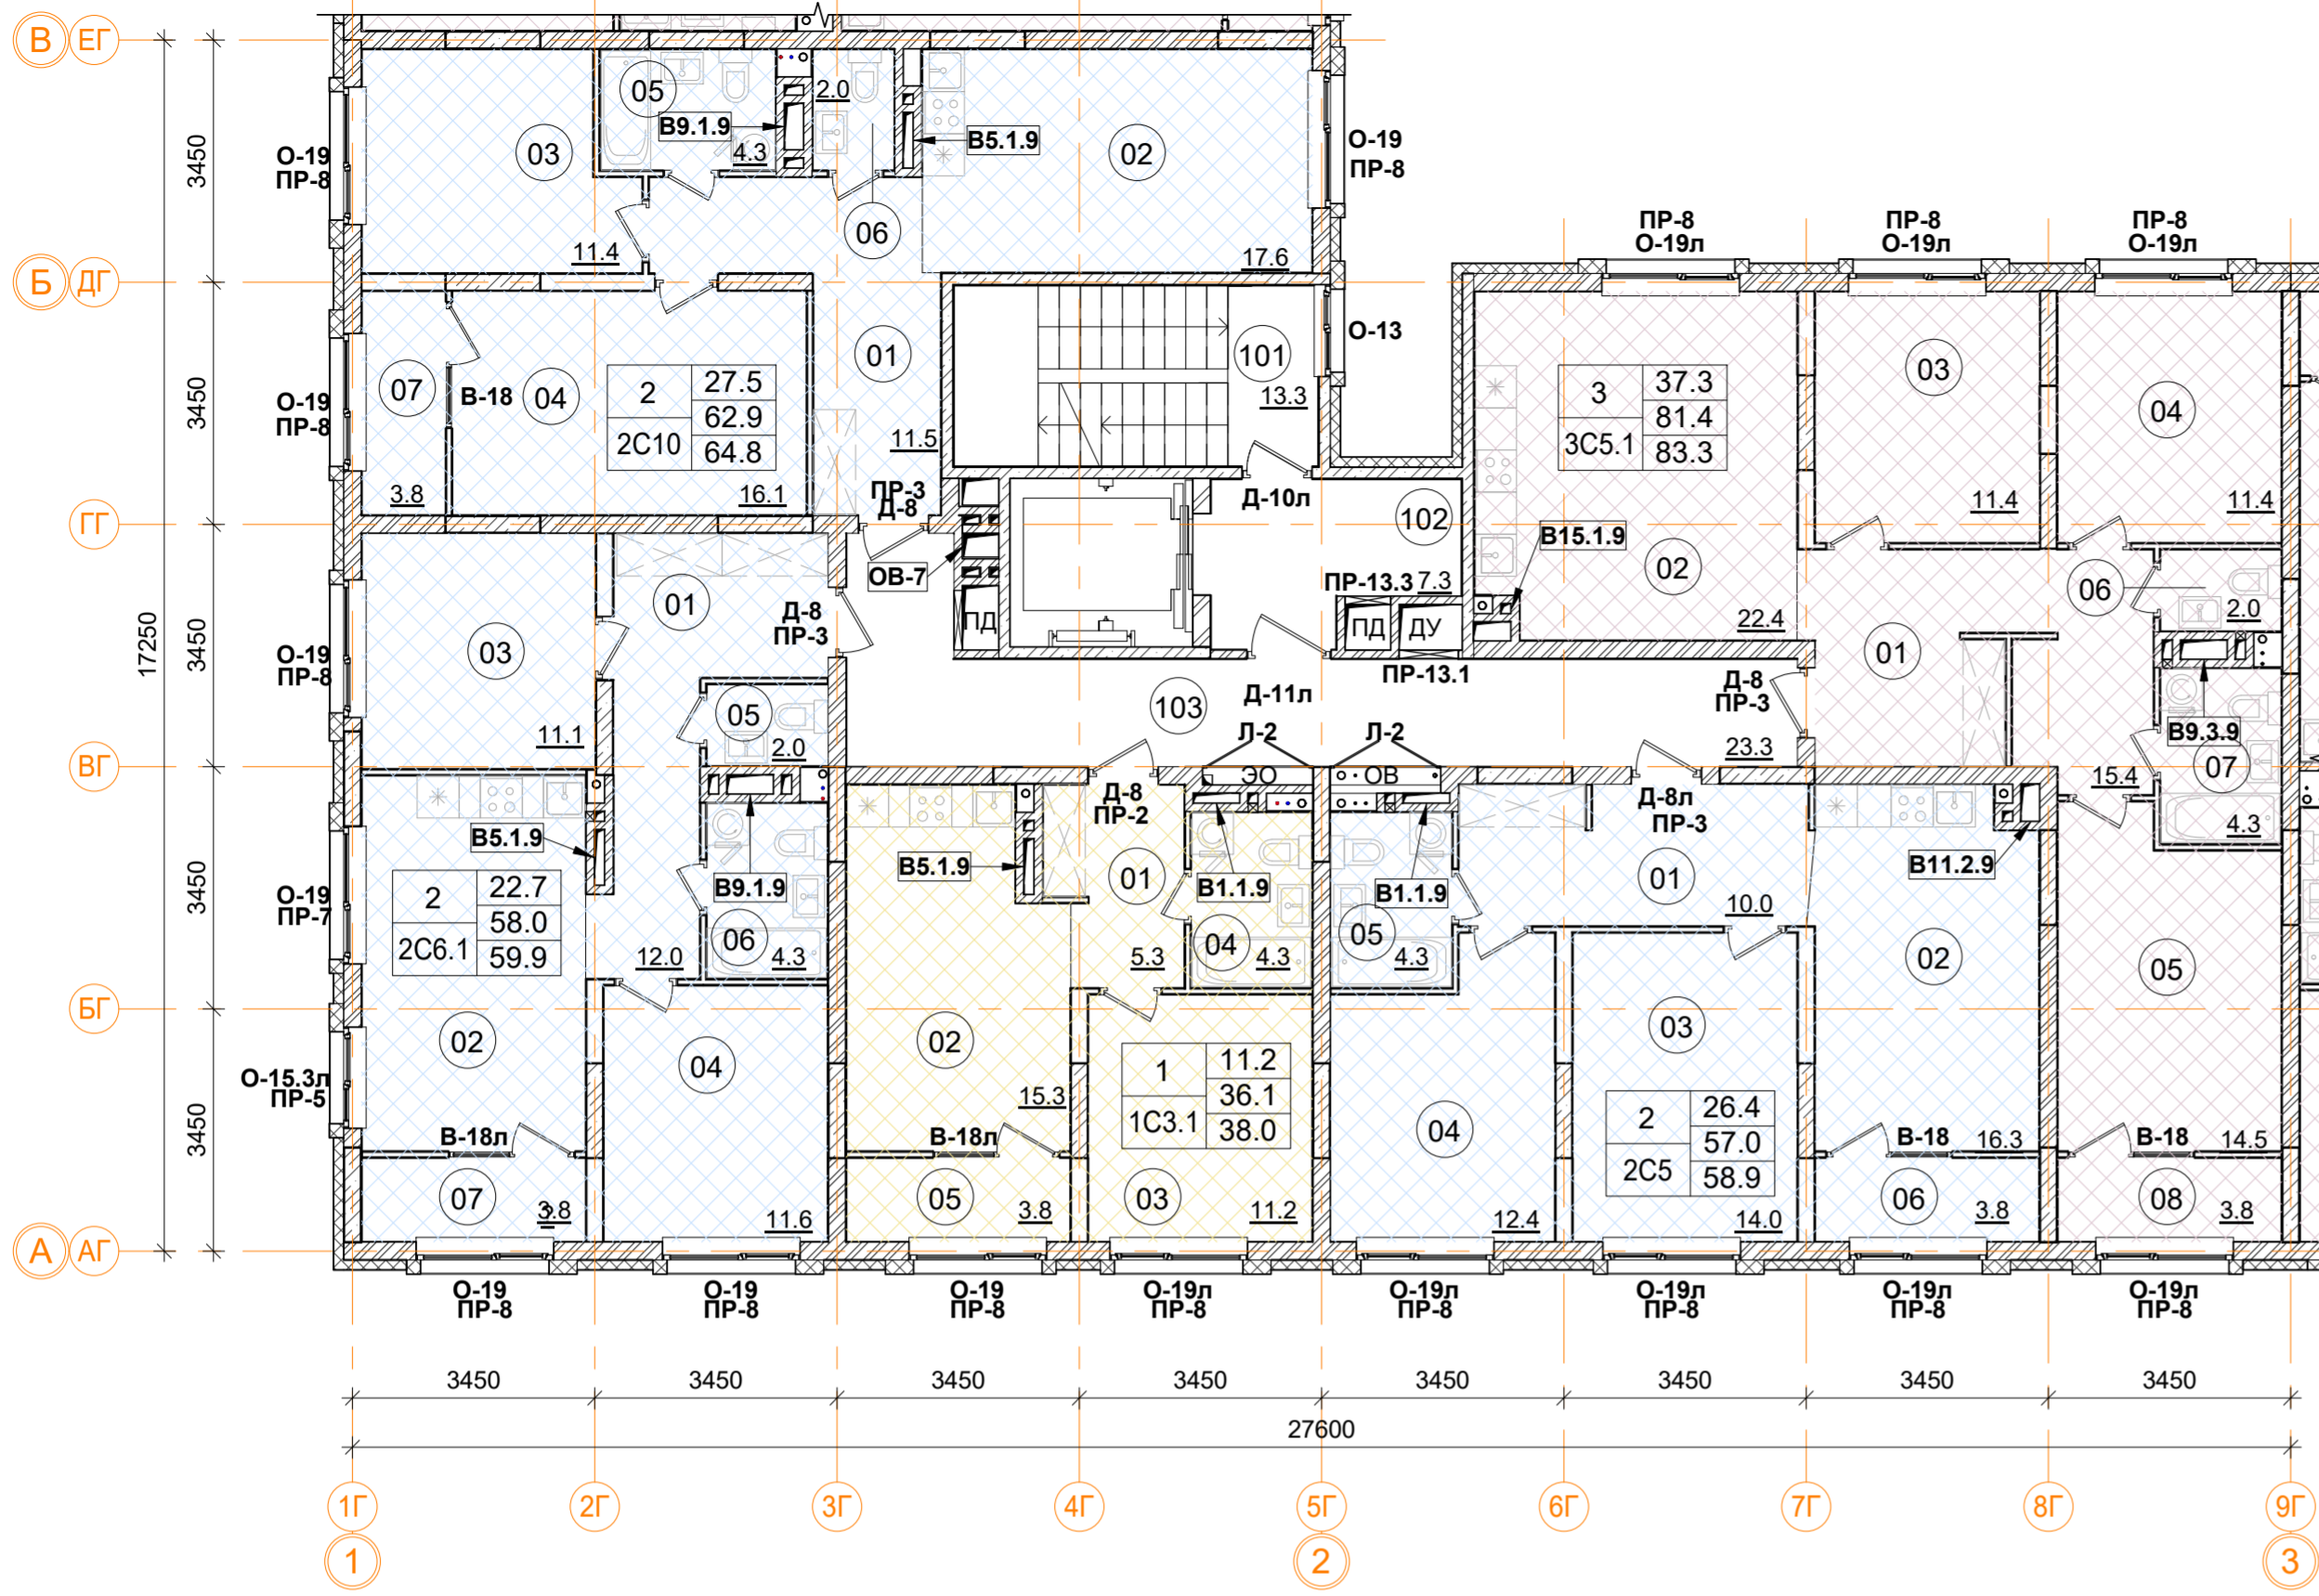 В ЕГ
Б ДГ
ГГ
ВГ
БГ
А АГ
17250
3450
3450
3450
3450
3450
О-19
ПР-8
О-19
ПР-8
О-19
ПР-8
О-19
ПР-7
О-15.3л
ПР-5
03
11.4
05
4.3
В9.1.9
2.0
06
В5.1.9
02
17.6
О-19
ПР-8
О-13
07
3.8
В-18
04
16.1
2
2С10
27.5
62.9
64.8
01
11.5
ПР-3
Д-8
101
13.3
Д-10л
102
7.3
ПР-13.3
ОВ-7
ПД
ПД
ДУ
ПР-13.1
Д-11л
103
23.3
Л-2
Л-2
ЭО
ОВ
ПР-8
О-19л
ПР-8
О-19л
ПР-8
О-19л
3
3С5.1
37.3
81.4
83.3
03
11.4
04
11.4
В15.1.9
02
22.4
06
2.0
01
15.4
Д-8
ПР-3
В9.3.9
07
4.3
05
14.5
В-18
08
3.8
03
11.1
01
12.0
Д-8
ПР-3
05
2.0
В5.1.9
В9.1.9
06
4.3
2
2С6.1
22.7
58.0
59.9
02
В-18л
07
3.8
04
11.6
В5.1.9
Д-8
ПР-2
01
5.3
В1.1.9
04
4.3
02
15.3
В-18л
05
3.8
1
1С3.1
11.2
36.1
38.0
03
11.2
В1.1.9
05
4.3
Д-8л
ПР-3
01
10.0
В11.2.9
02
16.3
В-18
06
3.8
04
12.4
03
14.0
2
2С5
26.4
57.0
58.9
О-19
ПР-8
О-19
ПР-8
О-19
ПР-8
О-19л
ПР-8
О-19л
ПР-8
О-19л
ПР-8
О-19л
ПР-8
О-19л
ПР-8
3450 3450 3450 3450 3450 3450 3450 3450
27600
1Г 2Г 3Г 4Г 5Г 6Г 7Г 8Г 9Г
1 2 3